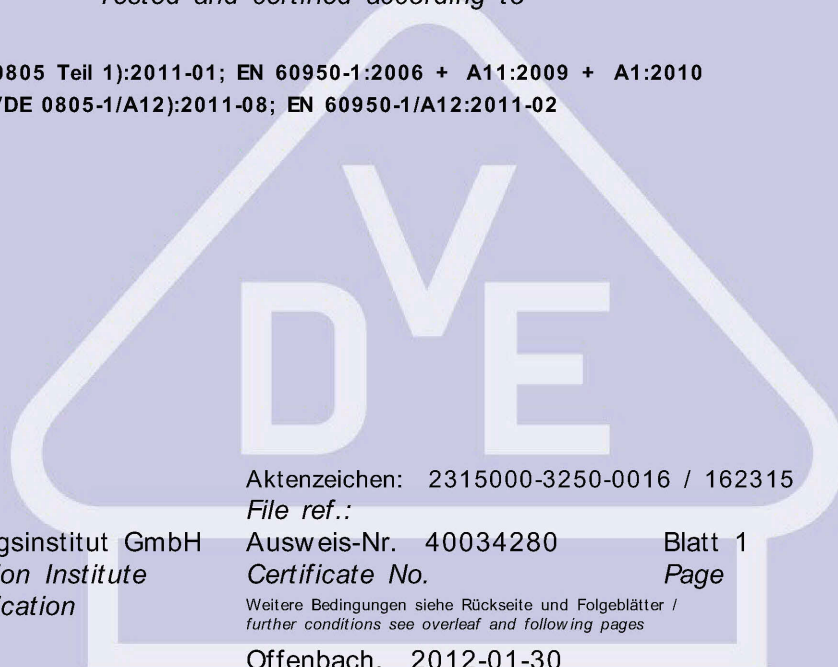 Tested and certified according to
0805 Teil 1):2011-01; EN 60950-1:2006 + A11:2009 + A1:2010
VDE 0805-1/A12):2011-08; EN 60950-1/A12:2011-02
V
D E
Aktenzeichen: 2315000-3250-0016 / 162315
File ref.:
gsinstitut GmbH Ausweis-Nr. 40034280 Blatt 1
on Institute Certificate No. Page
cation
Weitere Bedingungen siehe Rückseite und Folgeblätter /
further conditions see overleaf and following pages
Offenbach, 2012-01-30